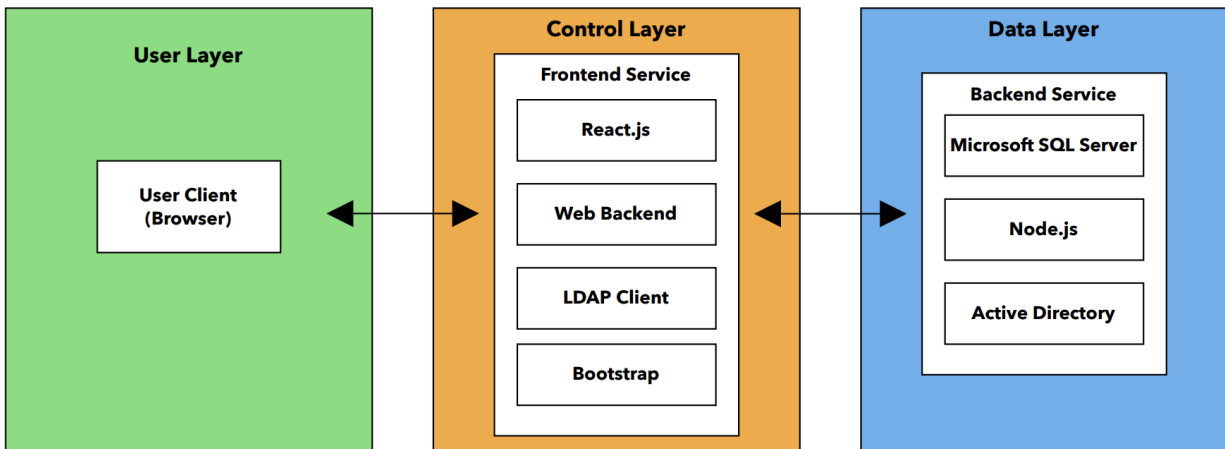 User Layer
User Client
(Browser)
Control Layer
Frontend Service
React.js
Web Backend
LDAP Client
Bootstrap
Data Layer
Backend Service
Microsoft SQL Server
Node.js
Active Directory